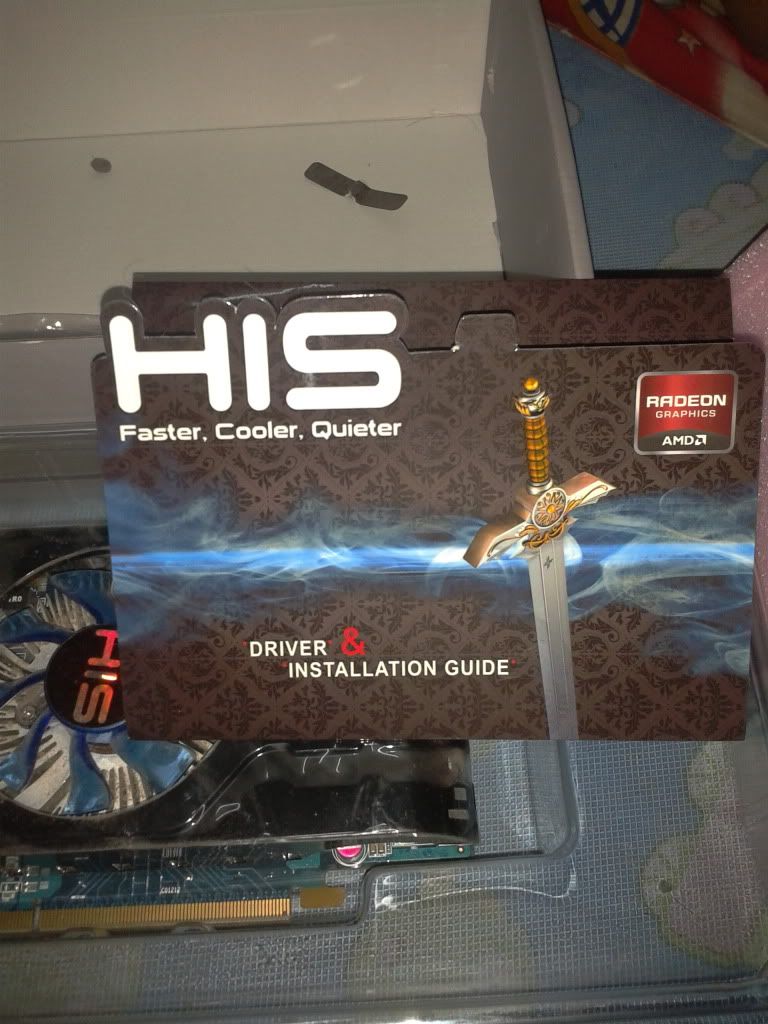 HIS
Faster, Cooler, Quieter
RADEON
GRAPHICS
AMD
"DRIVER" &
"INSTALLATION GUIDE"
HIS